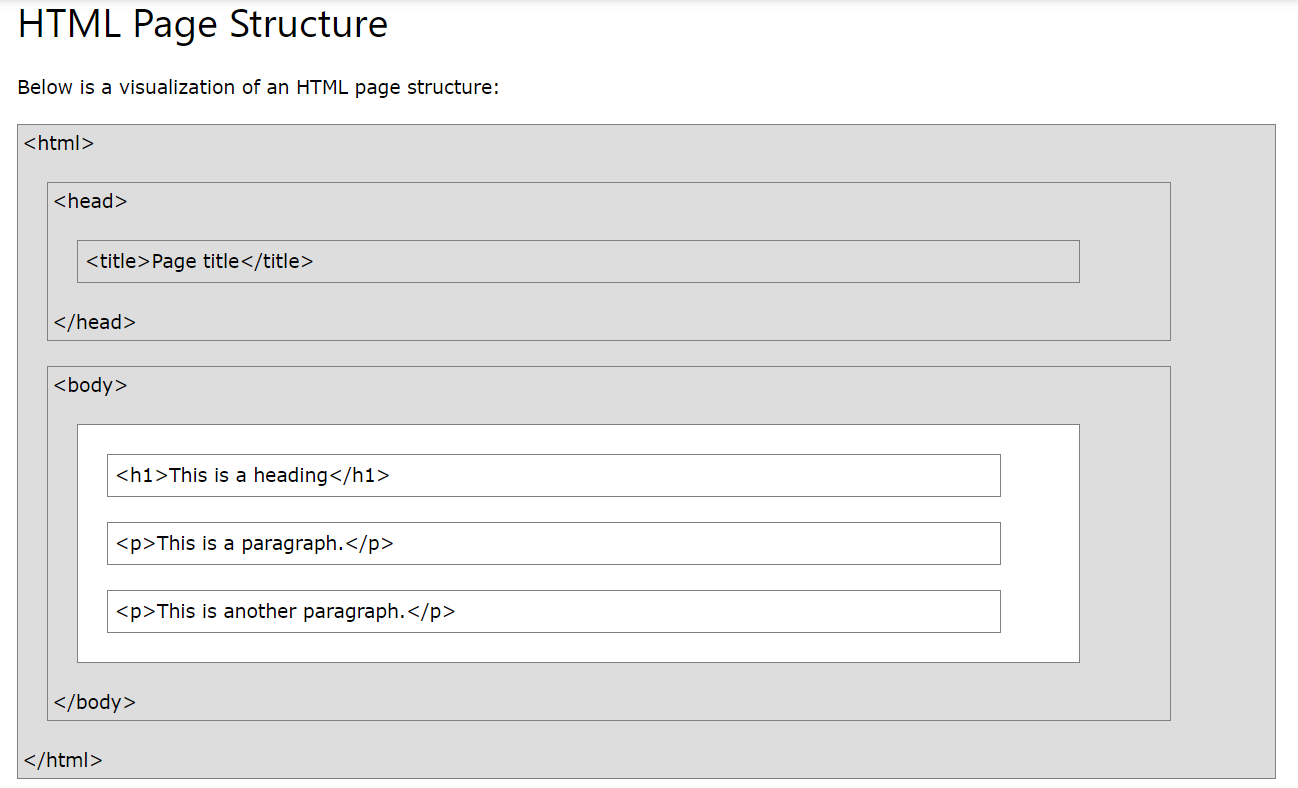 HTML Page Structure
Below is a visualization of an HTML page structure:
<html>
<head>
<title>Page title</title>
</head>
<body>
<h1>This is a heading</h1>
<p>This is a paragraph.</p>
<p>This is another paragraph.</p>
</body>
</html>